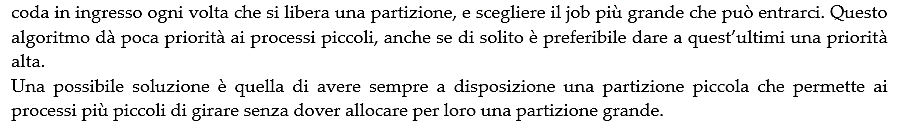 coda in ingresso ogni volta che si libera una partizione, e scegliere il job più grande che può entrarci. Questo
algoritmo dà poca priorità ai processi piccoli, anche se di solito è preferibile dare a quest’ultimi una priorità
alta.
Una possibile soluzione è quella di avere sempre a disposizione una partizione piccola che permette ai
processi più piccoli di girare senza dover allocare per loro una partizione grande.